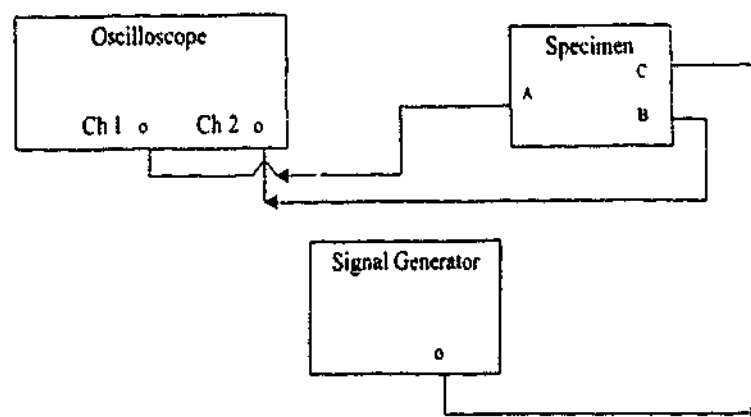 Oscilloscope
Ch 1 o Ch 2 o
Specimen
C
A
B
Signal Generator
o